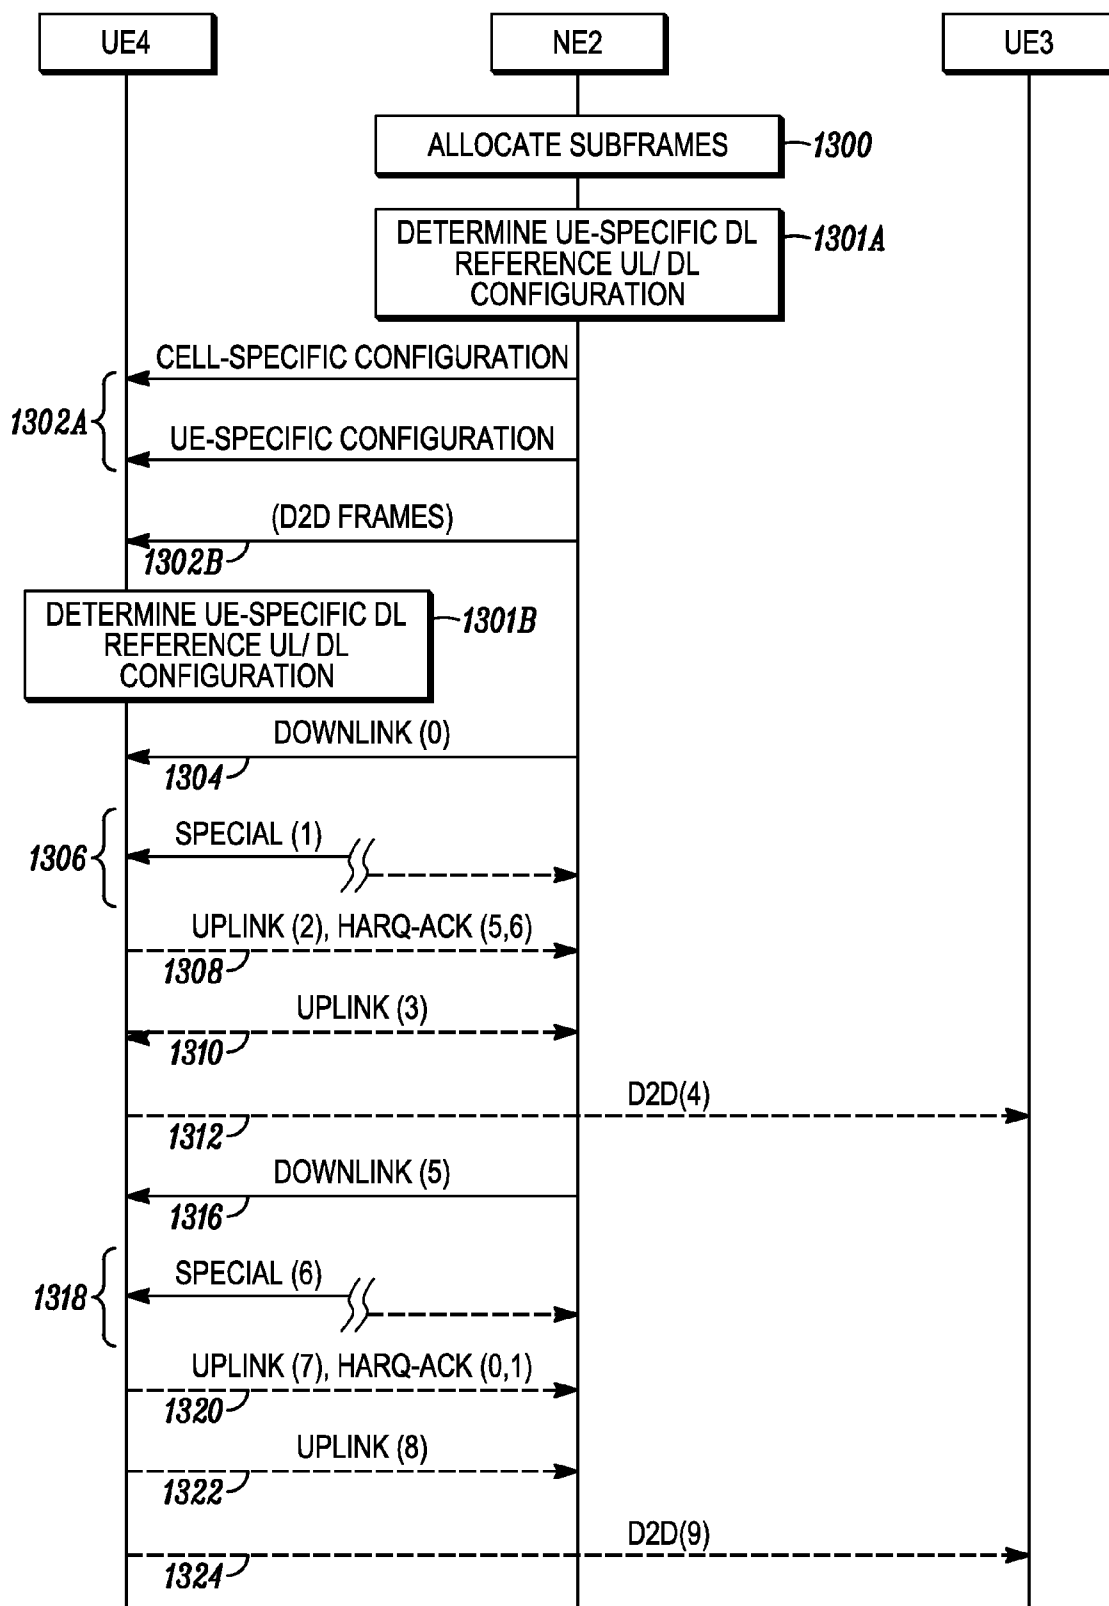 UE4
NE2
UE3
ALLOCATE SUBFRAMES
1300
DETERMINE UE-SPECIFIC DL
REFERENCE UL/ DL
CONFIGURATION
1301A
CELL-SPECIFIC CONFIGURATION
1302A
UE-SPECIFIC CONFIGURATION
(D2D FRAMES)
1302B
DETERMINE UE-SPECIFIC DL
REFERENCE UL/ DL
CONFIGURATION
1301B
DOWNLINK (0)
1304
SPECIAL (1)
1306
UPLINK (2), HARQ-ACK (5,6)
1308
UPLINK (3)
1310
D2D(4)
1312
DOWNLINK (5)
1316
SPECIAL (6)
1318
UPLINK (7), HARQ-ACK (0,1)
1320
UPLINK (8)
1322
D2D(9)
1324